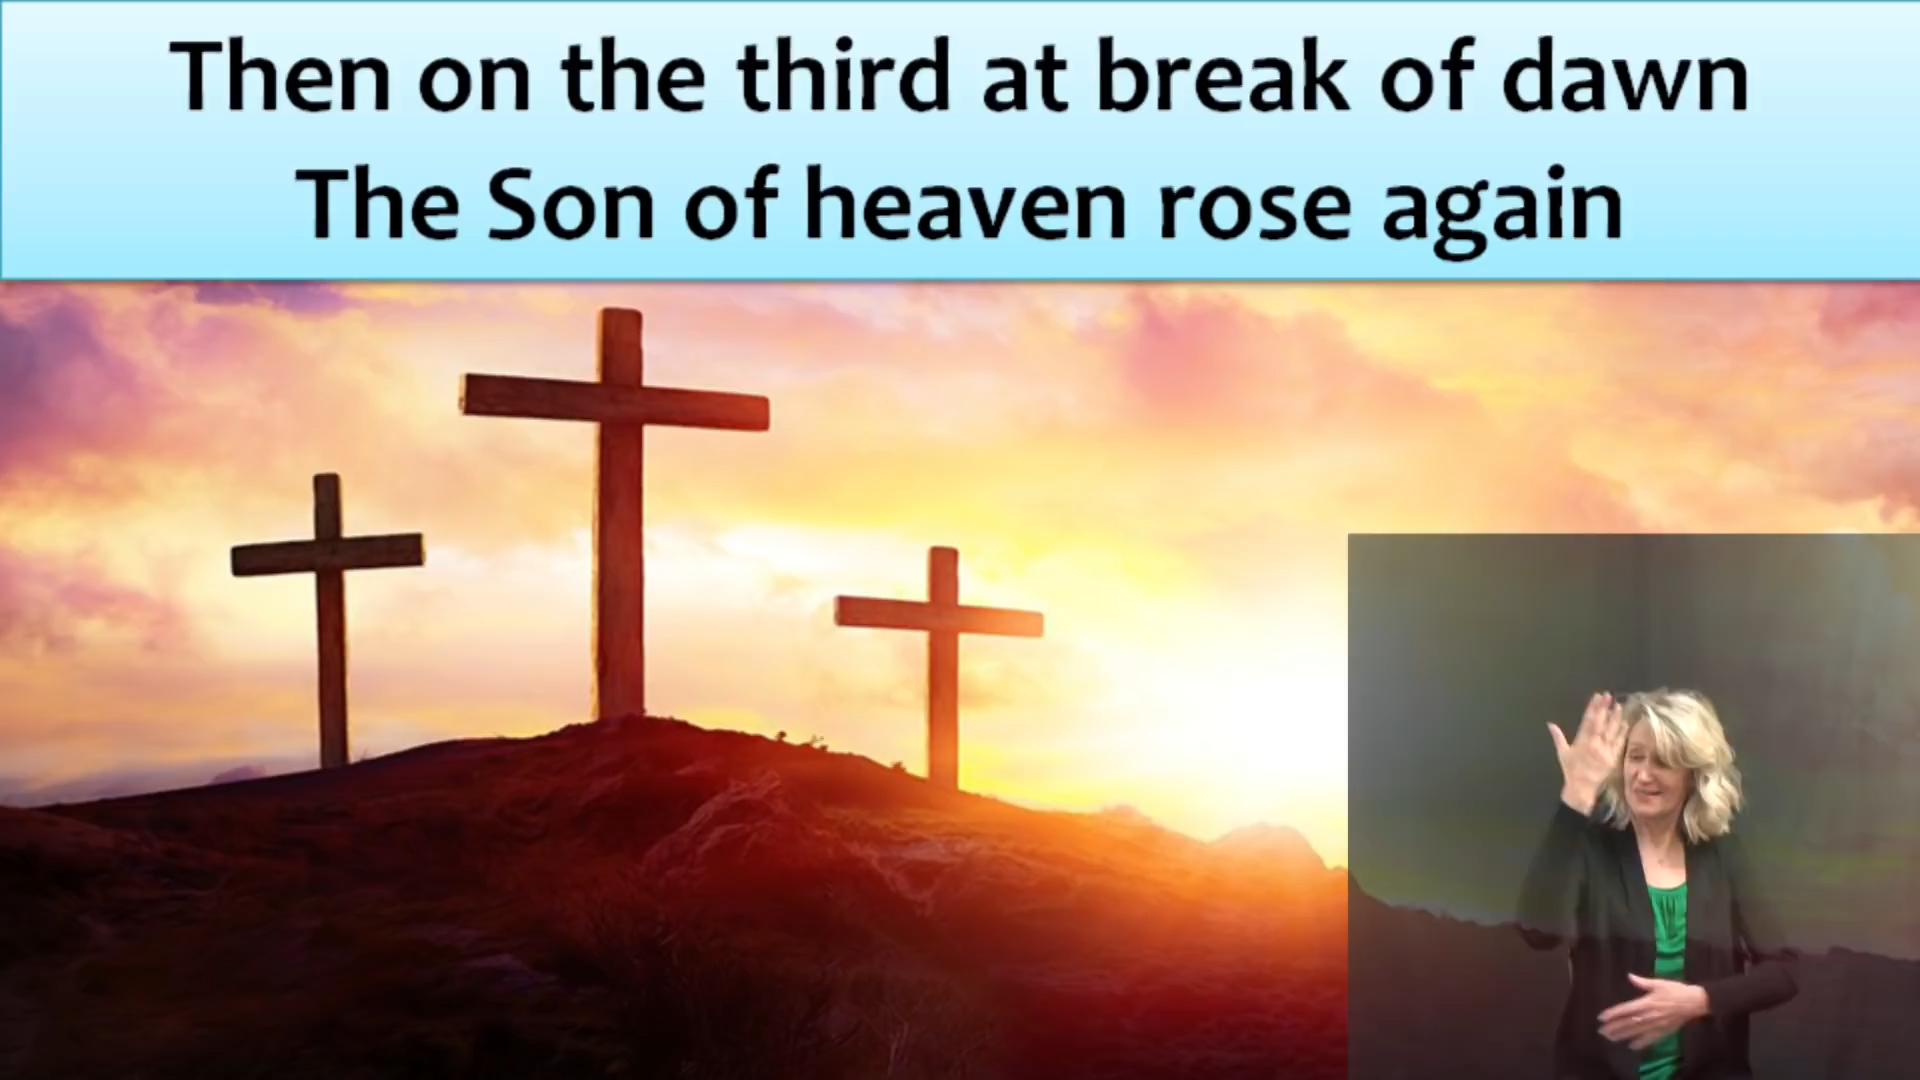 Then on the third at break of dawn
The Son of heaven rose again